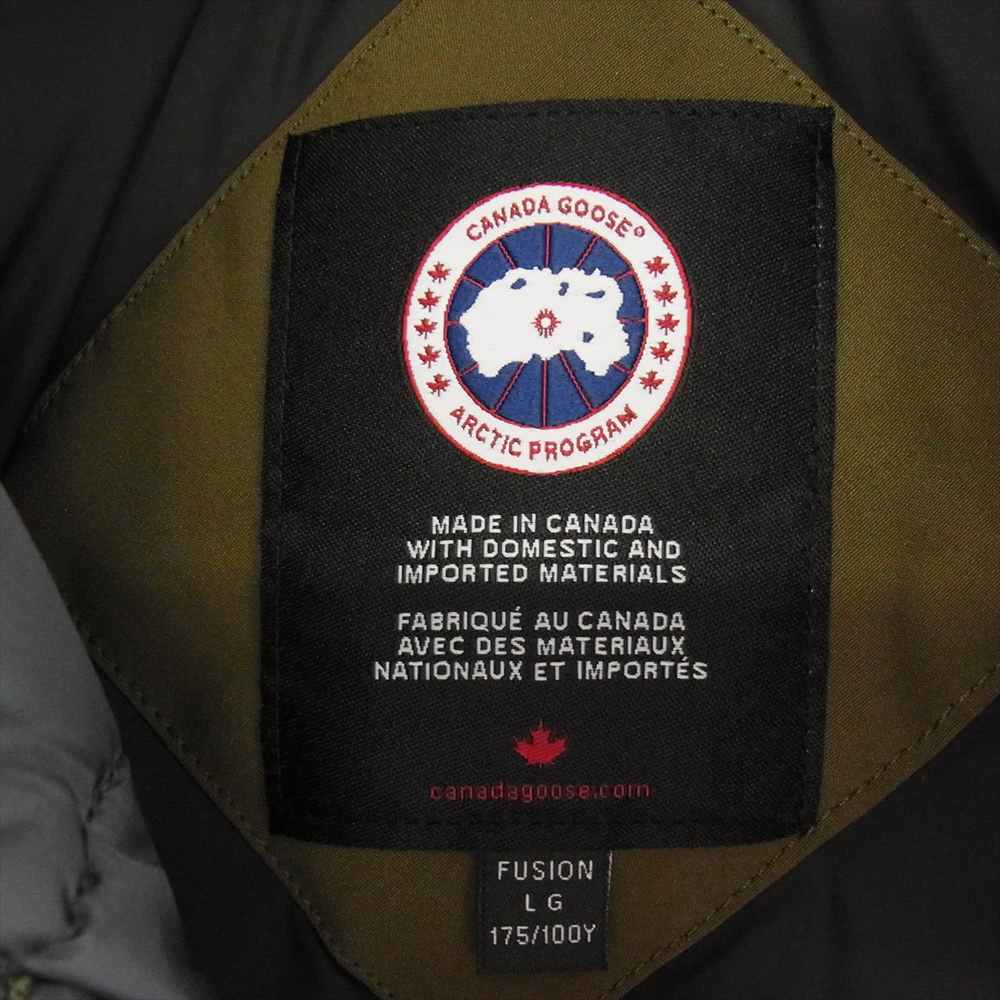 CANADA GOOSE®
ARCTIC PROGRAM
MADE IN CANADA
WITH DOMESTIC AND
IMPORTED MATERIALS
FABRIQUÉ AU CANADA
AVEC DES MATERIAUX
NATIONAUX ET IMPORTÉS
canadagoose.com
FUSION
LG
175/100Y